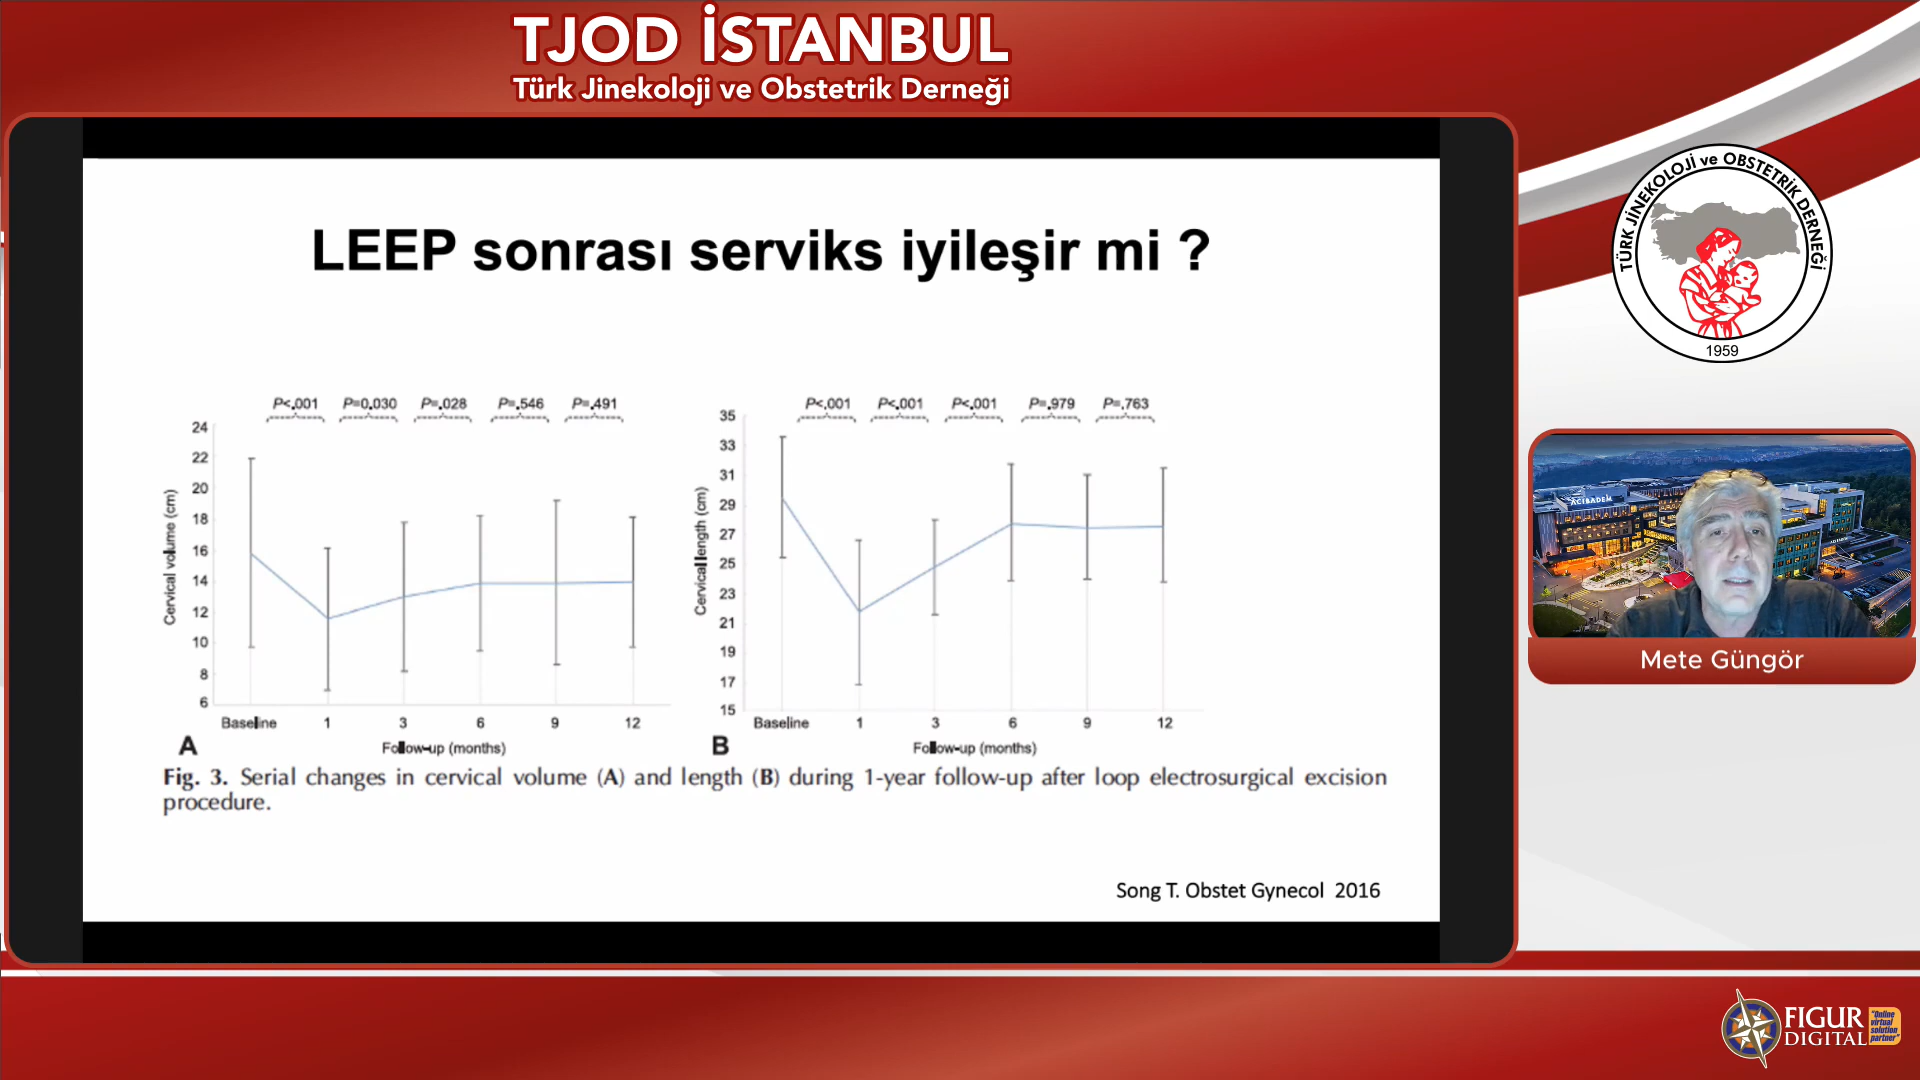 TJOD İSTANBUL
Türk Jinekoloji ve Obstetrik Derneği
LEEP sonrası serviks iyileşir mi ?
P<.001 P=0.030 P=.028 P=.546 P=.491
24
22
20
18
16
14
12
10
8
6
Cervical volume (cm)
Baseline 1 3 6 9 12
Follow-up (months)
A
P<.001 P<.001 P<.001 P=.979 P=.763
35
33
31
29
27
25
23
21
19
17
15
Cervical length (cm)
Baseline 1 3 6 9 12
Follow-up (months)
B
Fig. 3. Serial changes in cervical volume (A) and length (B) during 1-year follow-up after loop electrosurgical excision
procedure.
Song T. Obstet Gynecol 2016
TÜRK JİNEKOLOJİ ve OBSTETRİK DERNEĞİ
1959
ACIBADEM
Mete Güngör
FIGUR
DIGITAL
"Online
virtual
solution
partner"